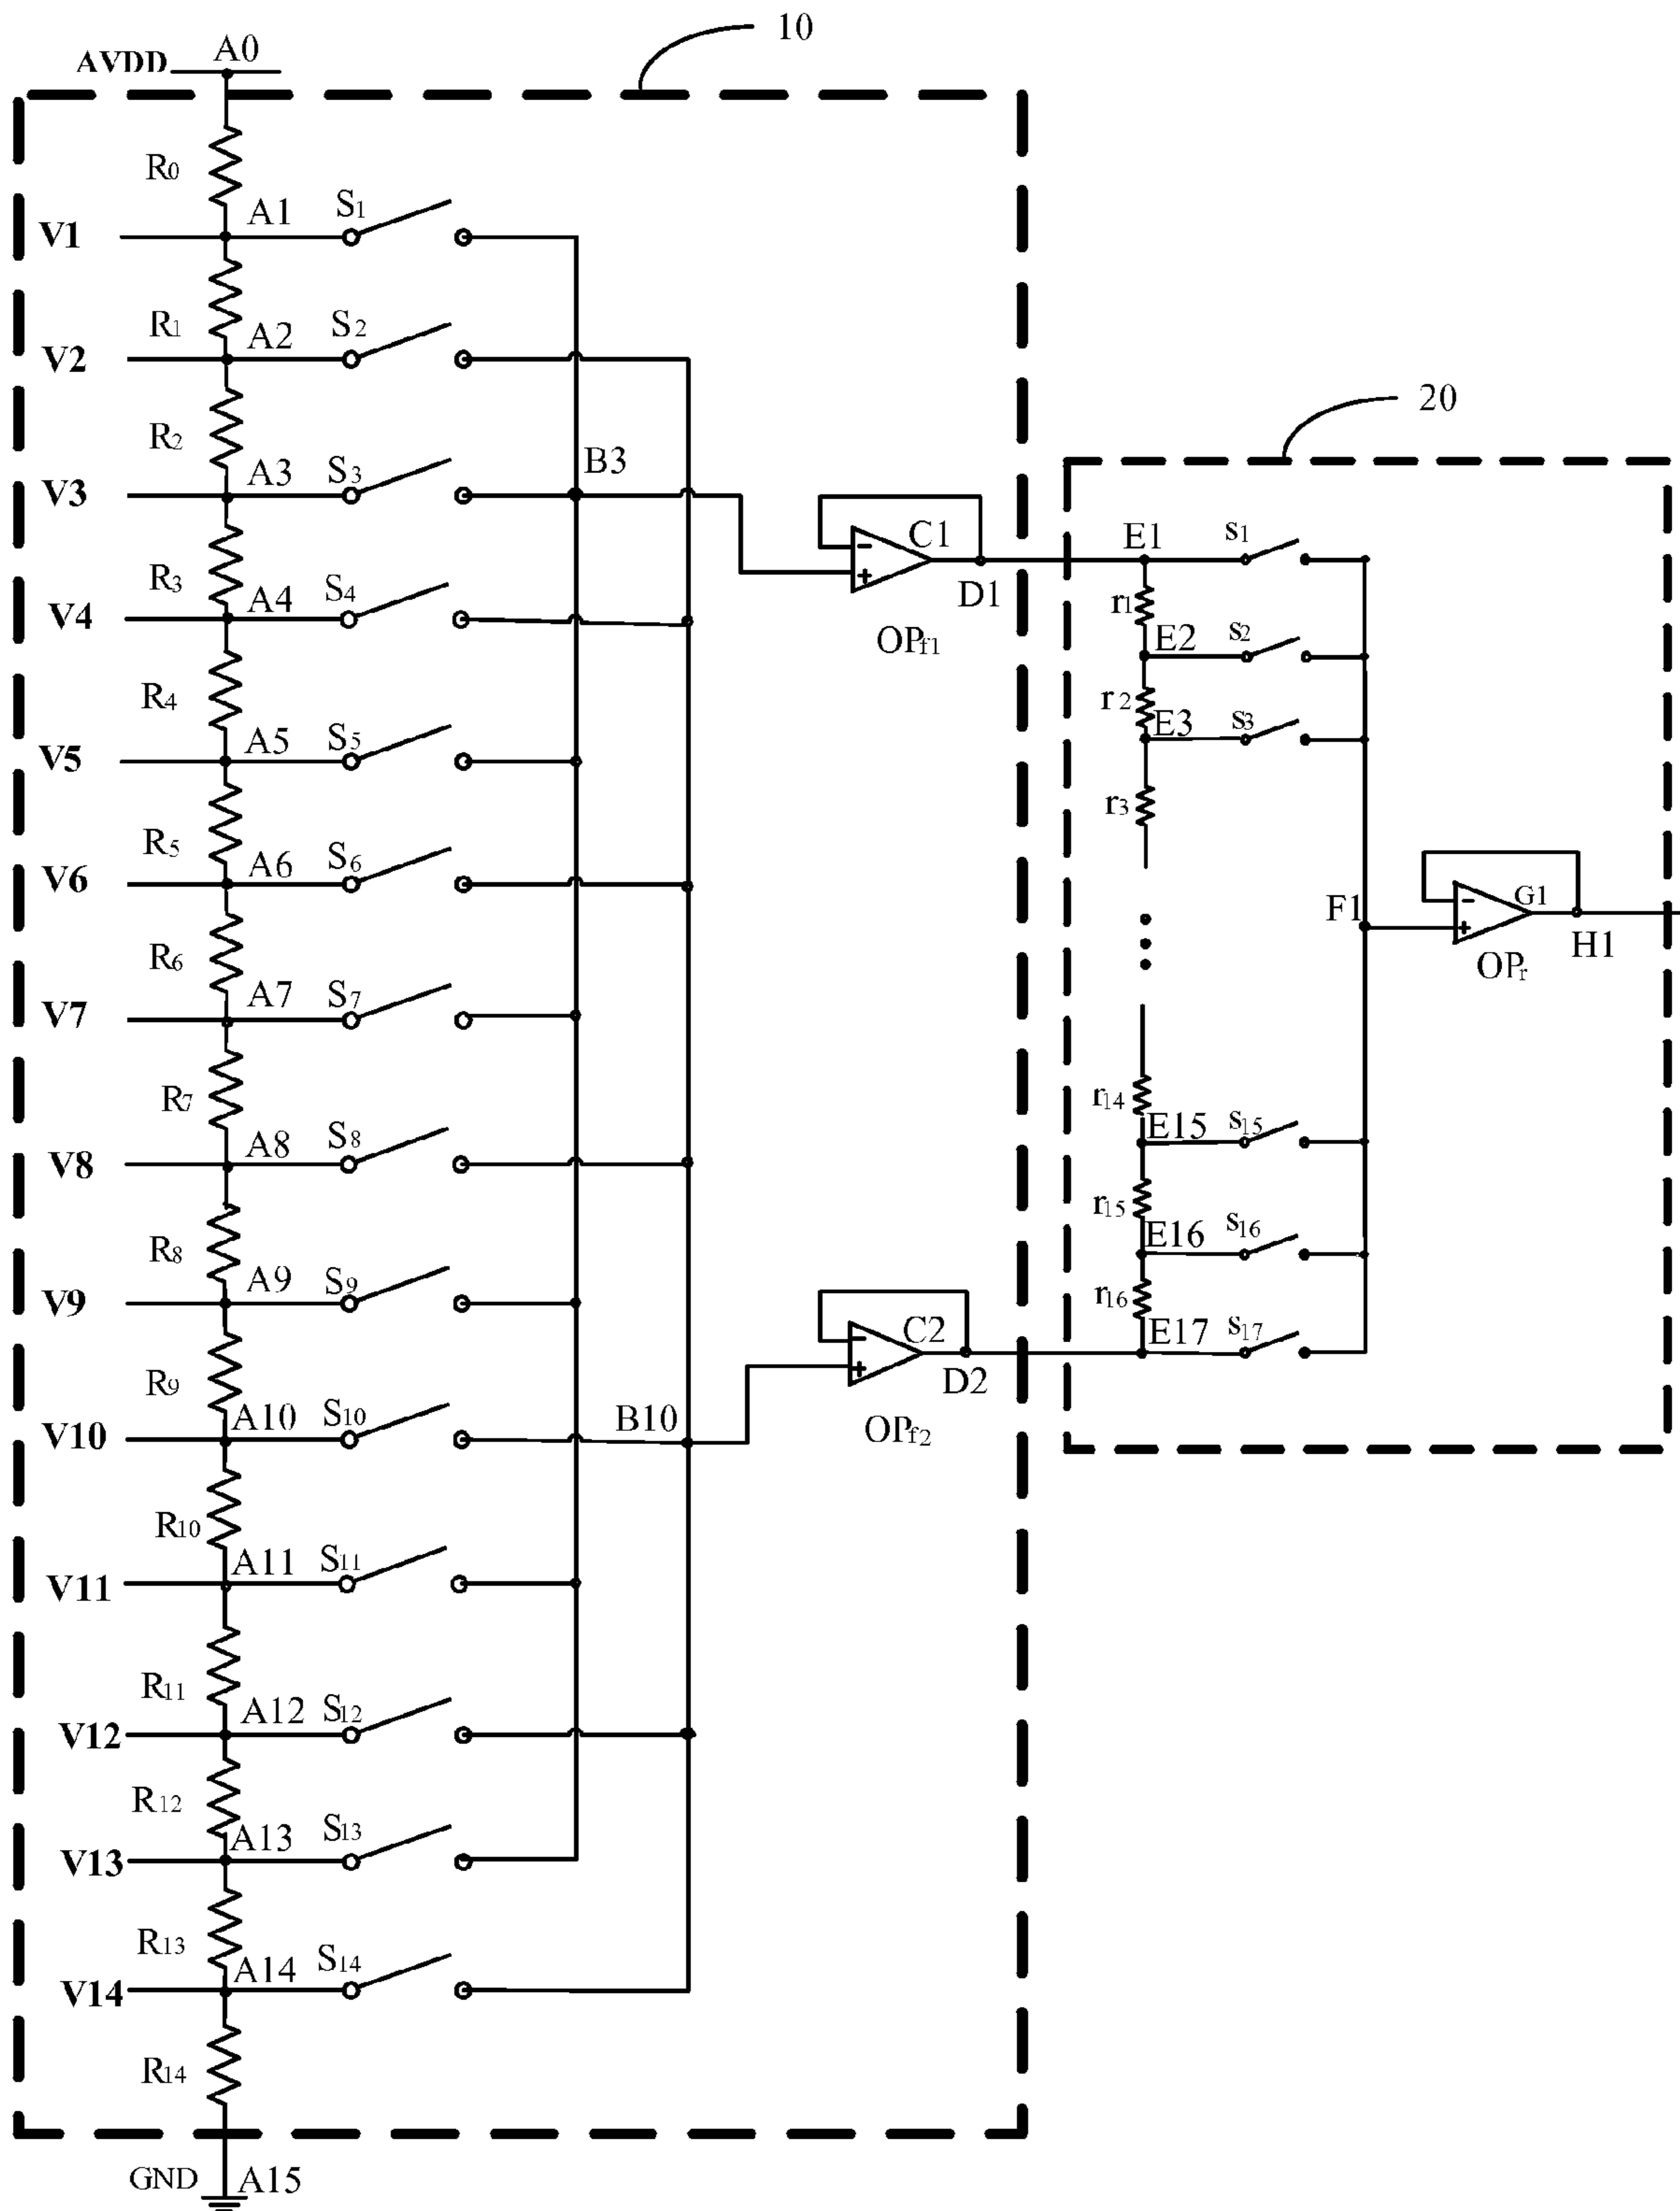 10
AVDD A0
R0
V1 A1 S1
R1
V2 A2 S2
R2
V3 A3 S3 B3
R3
V4 A4 S4
R4
V5 A5 S5
R5
V6 A6 S6
R6
V7 A7 S7
R7
V8 A8 S8
R8
V9 A9 S9
R9
V10 A10 S10 B10
R10
V11 A11 S11
R11
V12 A12 S12
R12
V13 A13 S13
R13
V14 A14 S14
R14
GND A15
- + C1
D1
OPf1
- + C2
D2
OPf2
20
E1 s1
r1
E2 s2
r2
E3 s3
r3
r14
E15 s15
r15
E16 s16
r16
E17 s17
F1
- + G1
H1
OPr